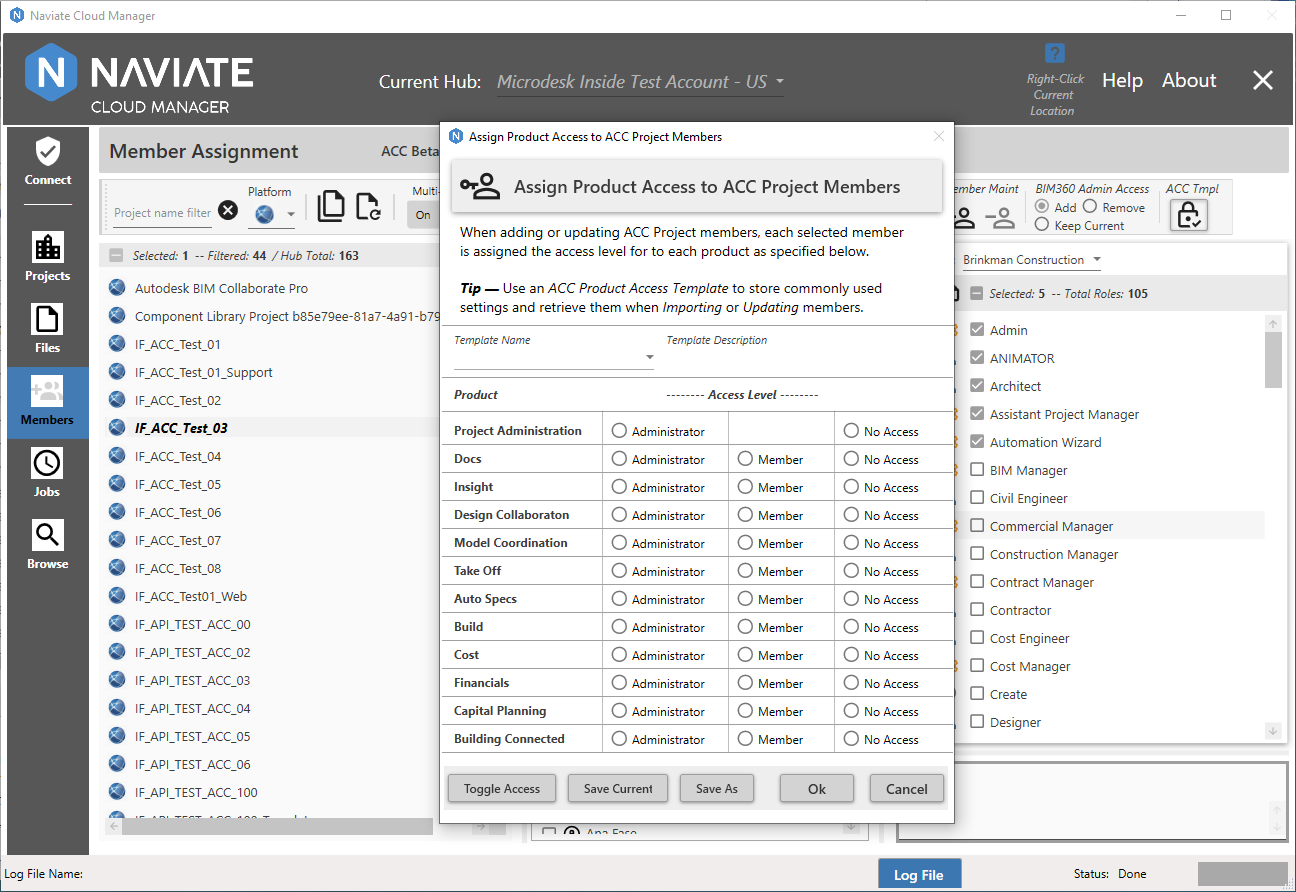 Naviate Cloud Manager
NAVIATE
CLOUD MANAGER
Current Hub: Microdesk Inside Test Account - US
?
Right-Click
Current
Location
Help
About
Connect
Projects
Files
Members
Jobs
Browse
Member Assignment
ACC Beta
Project name filter
Platform
Multi-
On
Selected: 1 -- Filtered: 44 / Hub Total: 163
Autodesk BIM Collaborate Pro
Component Library Project b85e79ee-81a7-4a91-b79
IF_ACC_Test_01
IF_ACC_Test_01_Support
IF_ACC_Test_02
IF_ACC_Test_03
IF_ACC_Test_04
IF_ACC_Test_05
IF_ACC_Test_06
IF_ACC_Test_07
IF_ACC_Test_08
IF_ACC_Test01_Web
IF_API_TEST_ACC_00
IF_API_TEST_ACC_02
IF_API_TEST_ACC_03
IF_API_TEST_ACC_04
IF_API_TEST_ACC_05
IF_API_TEST_ACC_06
IF_API_TEST_ACC_100
Assign Product Access to ACC Project Members
Assign Product Access to ACC Project Members
When adding or updating ACC Project members, each selected member
is assigned the access level for to each product as specified below.
Tip — Use an ACC Product Access Template to store commonly used
settings and retrieve them when Importing or Updating members.
Template Name
Template Description
Product -------- Access Level --------
Project Administration Administrator No Access
Docs Administrator Member No Access
Insight Administrator Member No Access
Design Collaboraton Administrator Member No Access
Model Coordination Administrator Member No Access
Take Off Administrator Member No Access
Auto Specs Administrator Member No Access
Build Administrator Member No Access
Cost Administrator Member No Access
Financials Administrator Member No Access
Capital Planning Administrator Member No Access
Building Connected Administrator Member No Access
Toggle Access
Save Current
Save As
Ok
Cancel
ember Maint
BIM360 Admin Access
Add Remove
Keep Current
ACC Tmpl
Brinkman Construction
Selected: 5 -- Total Roles: 105
Admin
ANIMATOR
Architect
Assistant Project Manager
Automation Wizard
BIM Manager
Civil Engineer
Commercial Manager
Construction Manager
Contract Manager
Contractor
Cost Engineer
Cost Manager
Create
Designer
Log File Name:
Log File
Status: Done